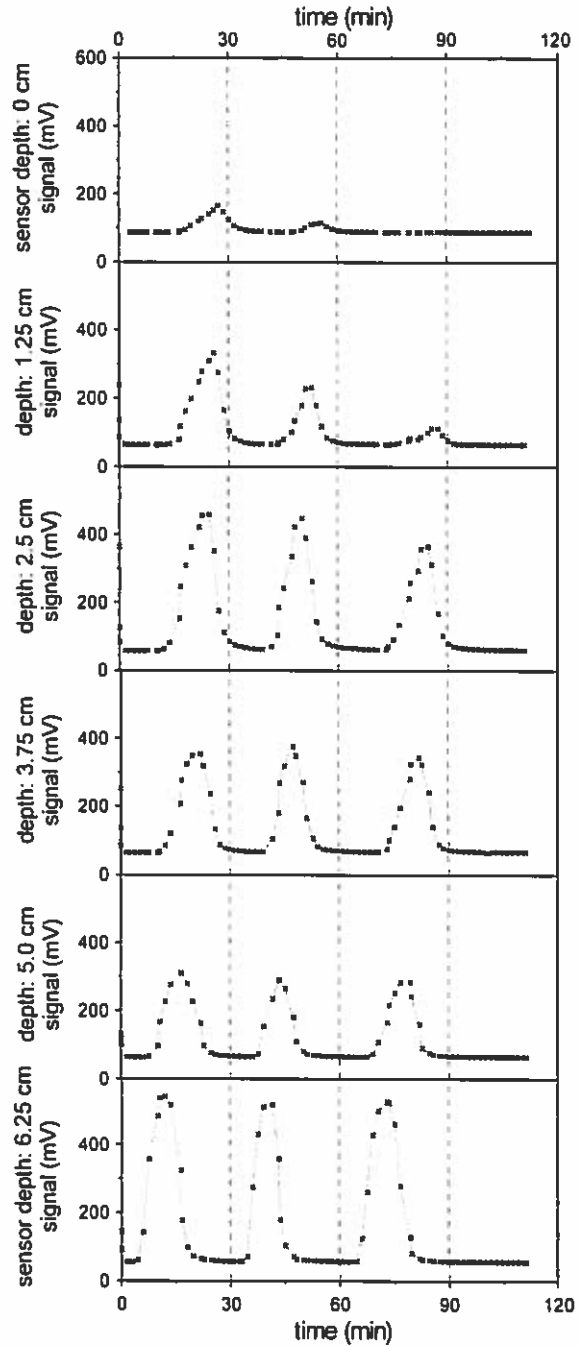 time (min)
0 30 60 90 120
sensor depth: 0 cm
signal (mV)
600
400
200
0
depth: 1.25 cm
signal (mV)
400
200
0
depth: 2.5 cm
signal (mV)
400
200
0
depth: 3.75 cm
signal (mV)
400
200
0
depth: 5.0 cm
signal (mV)
400
200
0
sensor depth: 6.25 cm
signal (mV)
400
200
0
0 30 60 90 120
time (min)